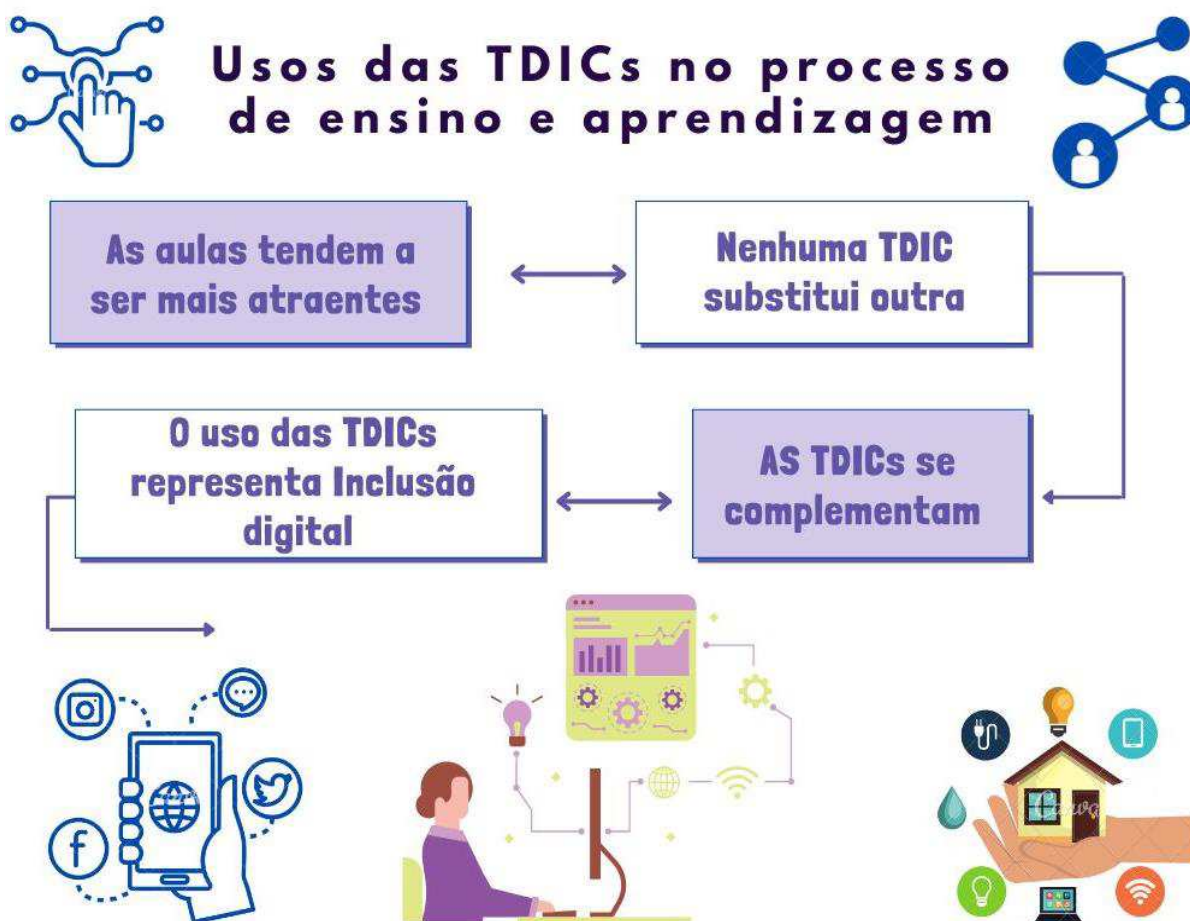 Usos das TDICs no processo
de ensino e aprendizagem
As aulas tendem a
ser mais atraentes
Nenhuma TDIC
substitui outra
O uso das TDICs
representa Inclusão
digital
AS TDICs se
complementam
Canva